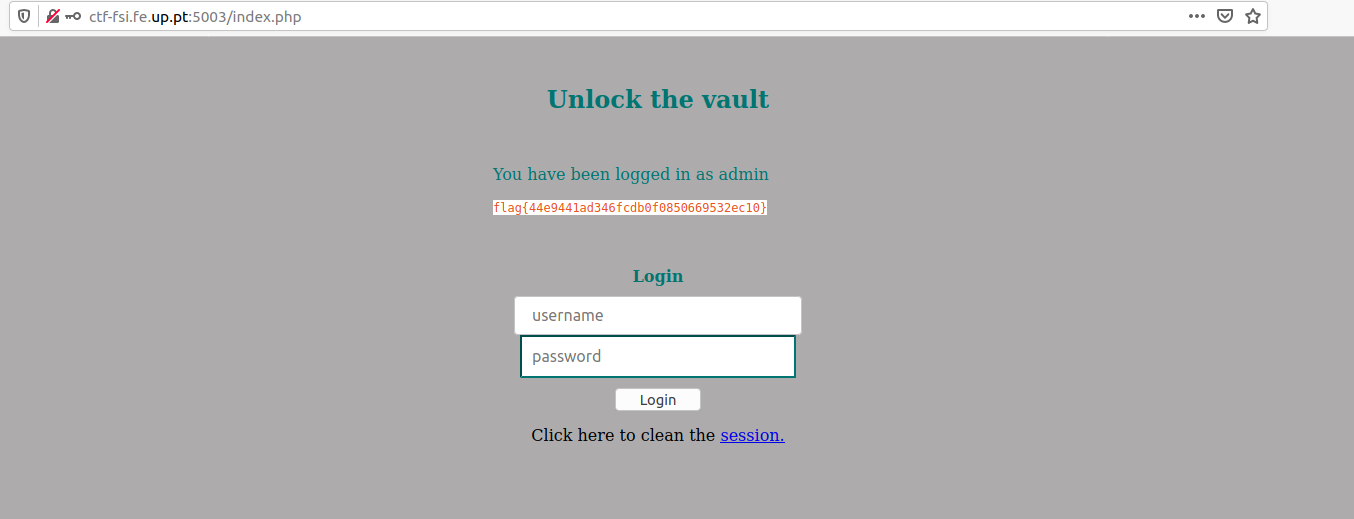 ctf-fsi.fe.up.pt:5003/index.php
Unlock the vault
You have been logged in as admin
flag{44e9441ad346fcdb0f0850669532ec10}
Login
username
password
Login
Click here to clean the session.